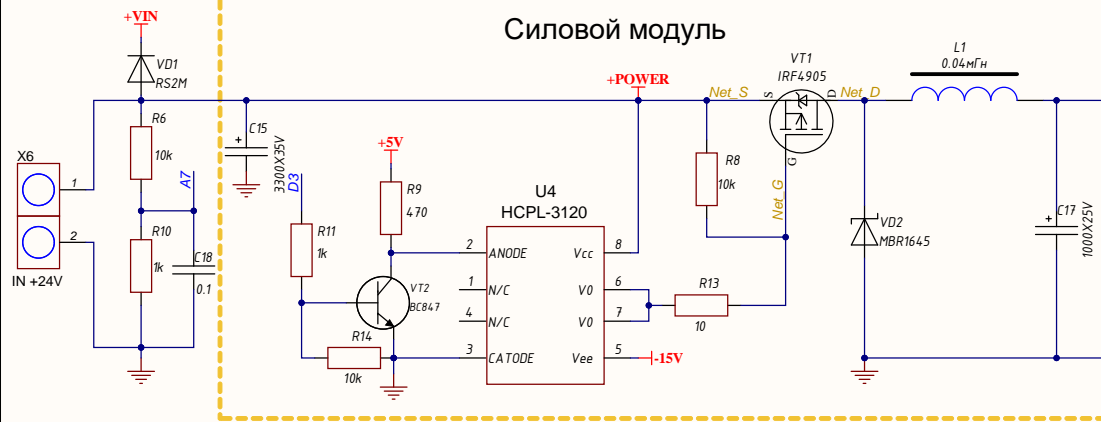 Силовой модуль
+VIN
VD1
RS2M
R6
10k
X6
1
2
IN +24V
A7
R10
1k
C18
0.1
+
C15
3300X35V
D3
R11
1k
+5V
R9
470
VT2
BC847
R14
10k
U4
HCPL-3120
2 ANODE
1 N/C
4 N/C
3 CATODE
Vcc 8
V0 6
V0 7
Vee 5
-15V
+POWER
Net_S
R8
10k
R13
10
Net_G
VT1
IRF4905
S
D
G
Net_D
L1
0.04мГн
VD2
MBR1645
+
C17
1000X25V